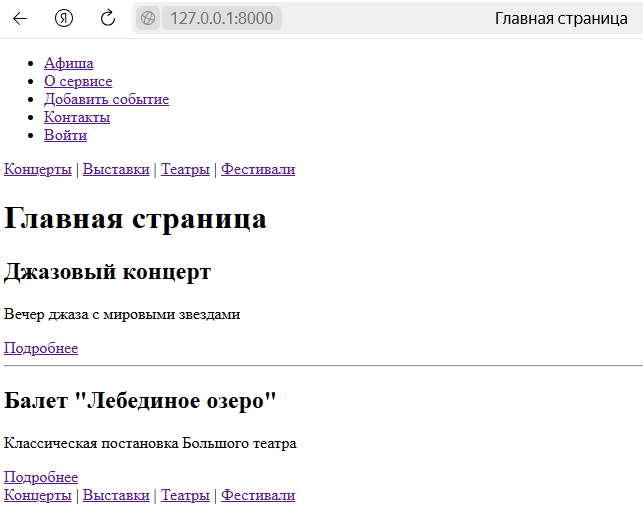 Я 127.0.0.1:8000 Главная страница
Афиша
О сервисе
Добавить событие
Контакты
Войти
Концерты | Выставки | Театры | Фестивали
Главная страница
Джазовый концерт
Вечер джаза с мировыми звездами
Подробнее
Балет "Лебединое озеро"
Классическая постановка Большого театра
Подробнее
Концерты | Выставки | Театры | Фестивали